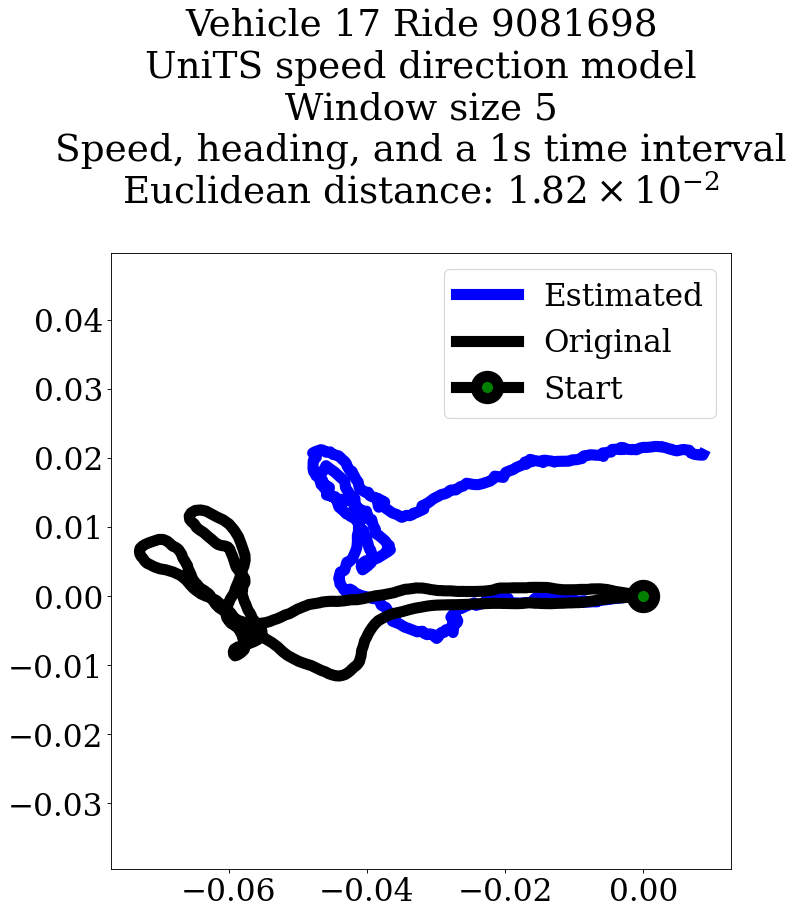 Vehicle 17 Ride 9081698
UniTS speed direction model
Window size 5
Speed, heading, and a 1s time interval
Euclidean distance: 1.82 × 10⁻²
Estimated
Original
Start
0.04
0.03
0.02
0.01
0.00
−0.01
−0.02
−0.03
−0.06
−0.04
−0.02
0.00